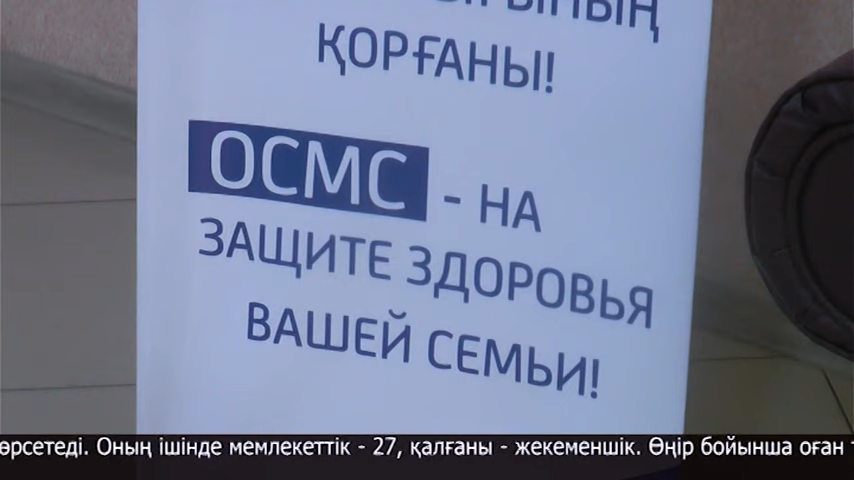 ҚОРҒАНЫ!
ОСМС - НА
ЗАЩИТЕ ЗДОРОВЬЯ
ВАШЕЙ СЕМЬИ!
Оның ішінде мемлекеттік - 27, қалғаны - жекеменшік. Өңір бойынша оған